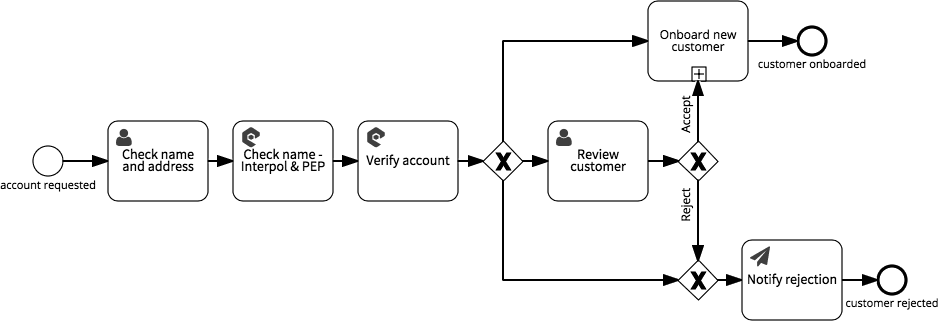 Onboard new
customer
customer onboarded
Accept
Check name
and address
Check name -
Interpol & PEP
Verify account
X
Review
customer
X
account requested
Reject
X
Notify rejection
customer rejected